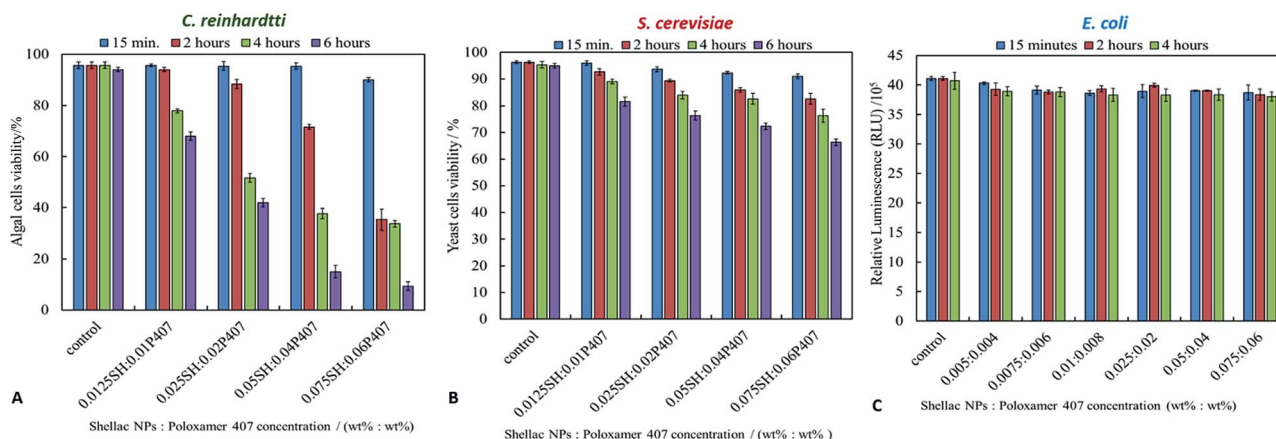 C. reinhardtti
15 min. 2 hours 4 hours 6 hours
100
80
60
40
20
0
Algal cells viability/%
control
0.0125SH:0.01P407
0.025SH:0.02P407
0.05SH:0.04P407
0.075SH:0.06P407
A
Shellac NPs : Poloxamer 407 concentration / (wt% : wt%)
S. cerevisiae
15 min. 2 hours 4 hours 6 hours
100
90
80
70
60
50
40
30
20
10
0
Yeast cells viability / %
control
0.0125SH:0.01P407
0.025SH:0.02P407
0.05SH:0.04P407
0.075SH:0.06P407
B
Shellac NPs : Poloxamer 407 concentration / (wt% : wt% )
E. coli
15 minutes 2 hours 4 hours
45
40
35
30
25
20
15
10
5
0
Relative Luminescence (RLU) /10⁵
control
0.005:0.004
0.0075:0.006
0.01:0.008
0.025:0.02
0.05:0.04
0.075:0.06
C
Shellac NPs : Poloxamer 407 concentration (wt%: wt%)